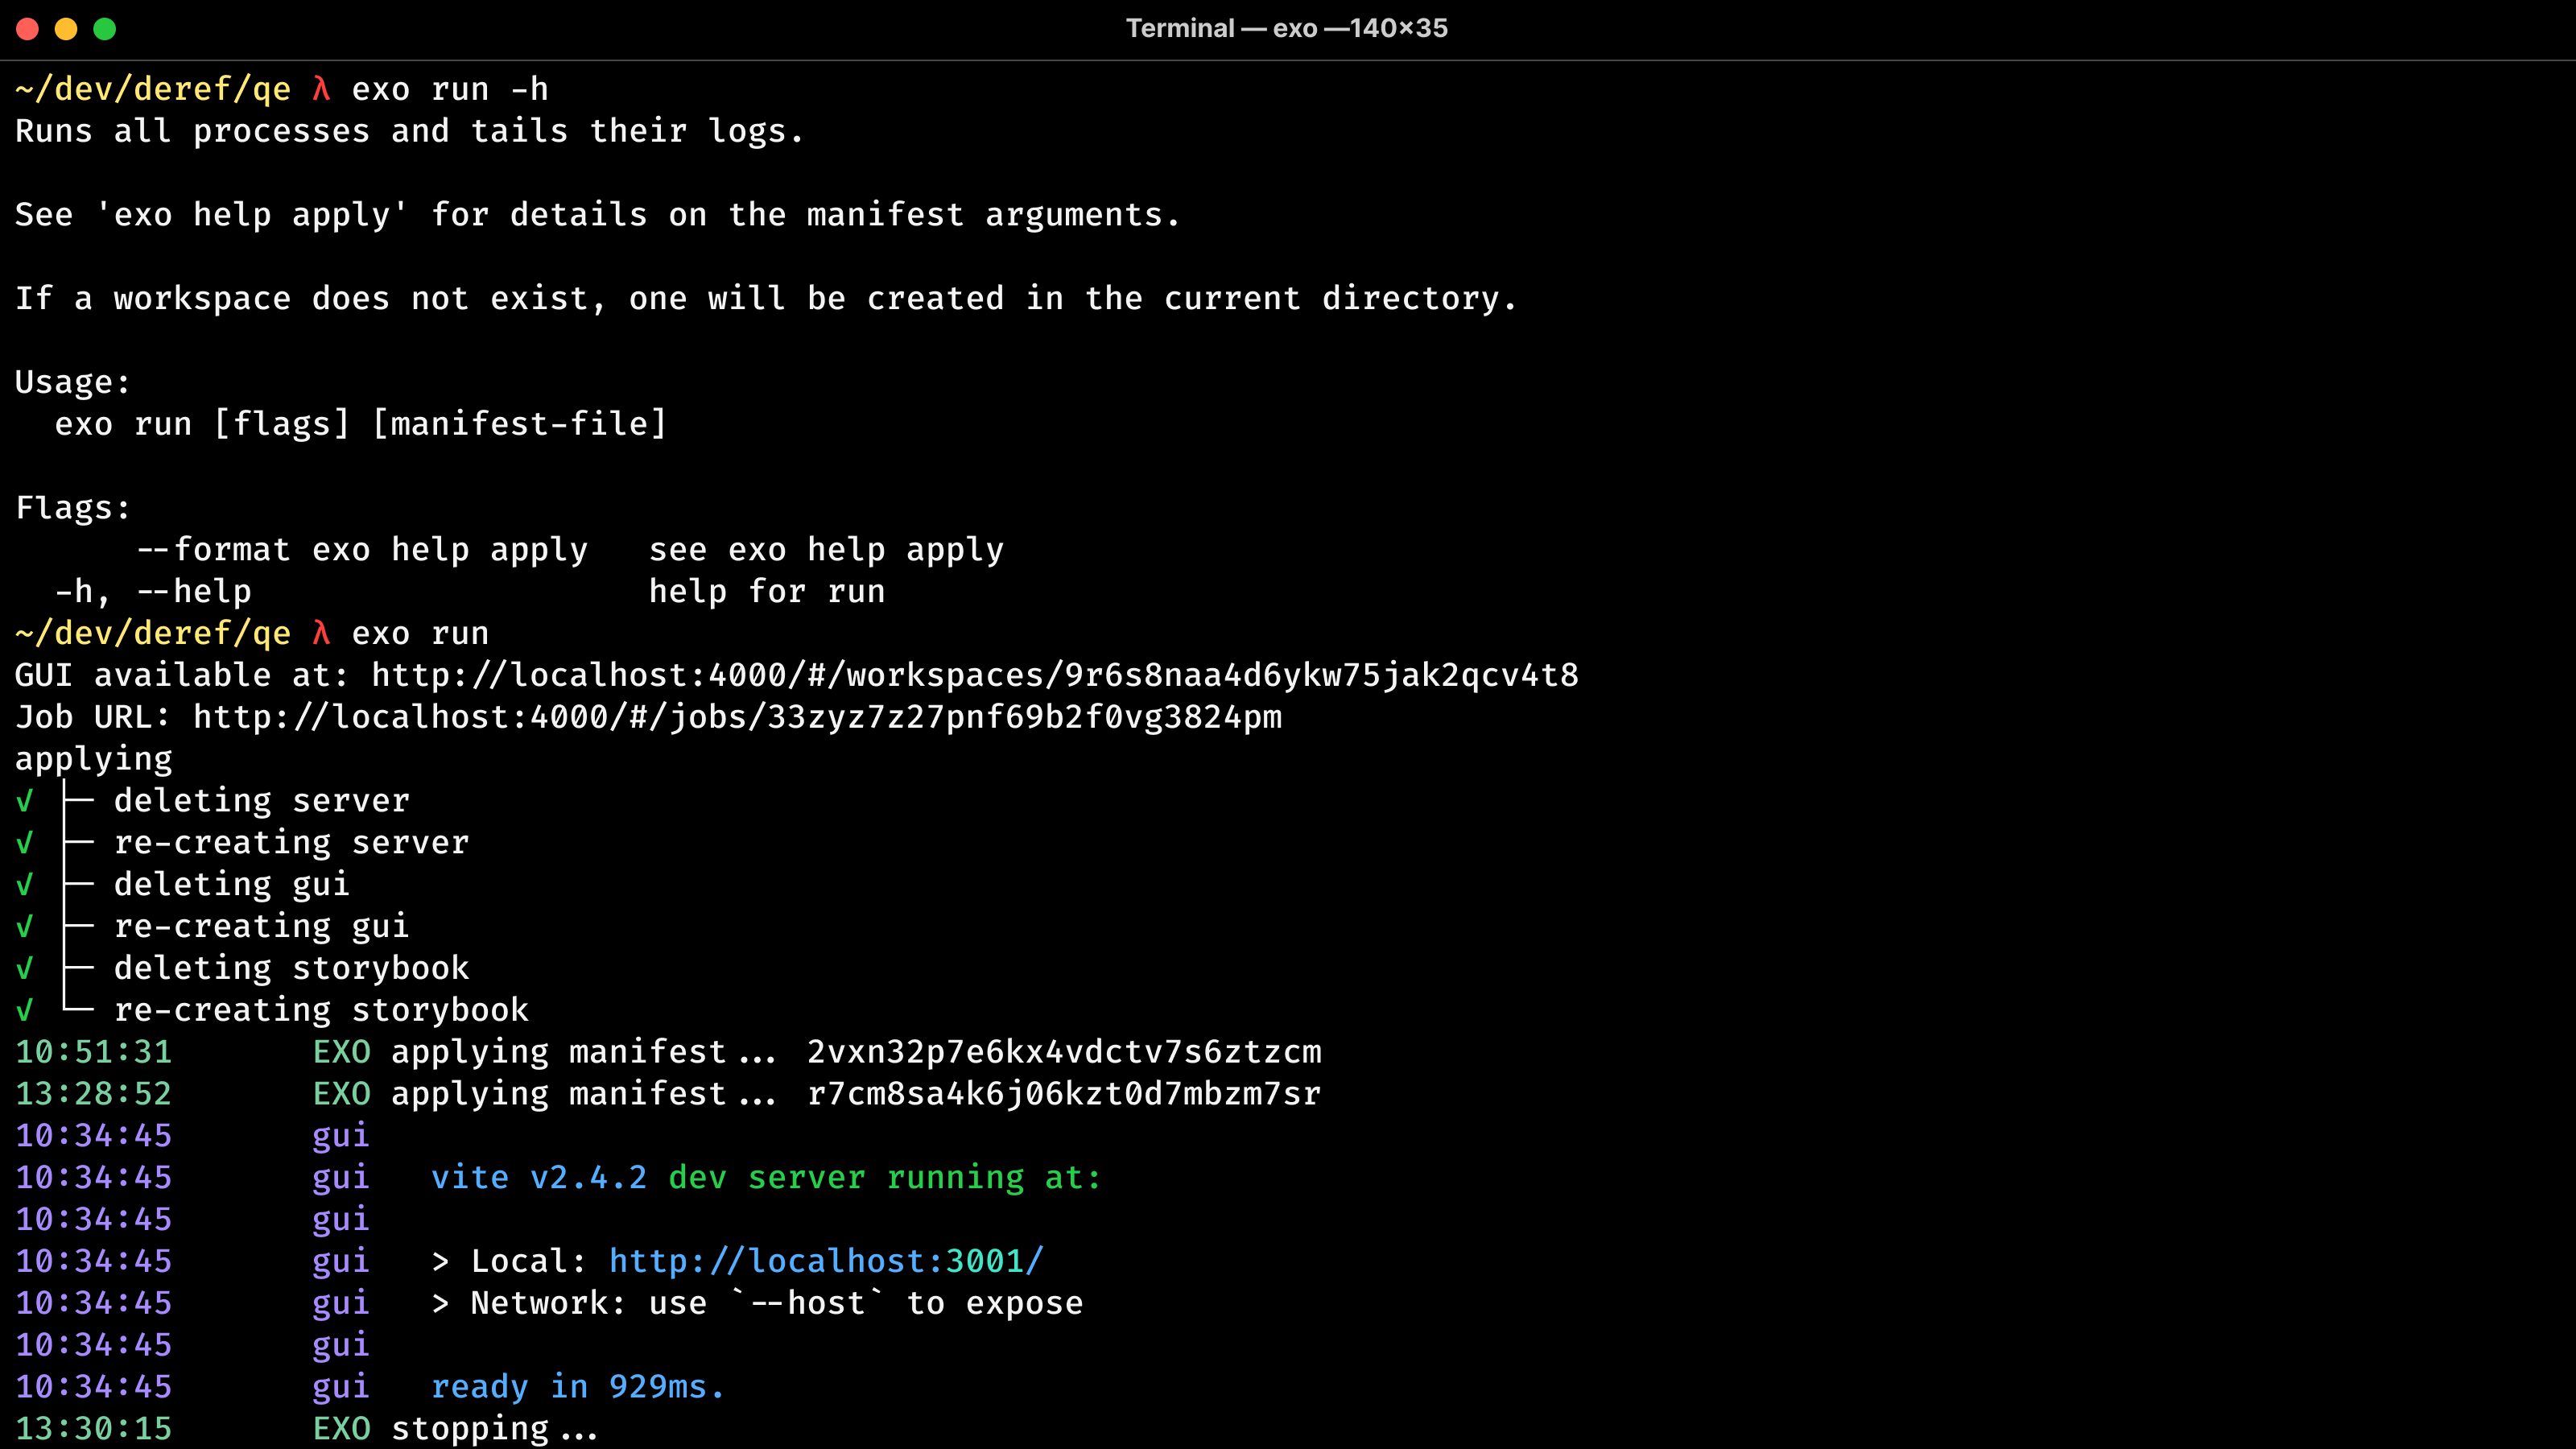 Terminal — exo —140×35
~/dev/deref/qe λ exo run -h
Runs all processes and tails their logs.
See 'exo help apply' for details on the manifest arguments.
If a workspace does not exist, one will be created in the current directory.
Usage:
  exo run [flags] [manifest-file]
Flags:
      --format exo help apply   see exo help apply
  -h, --help                    help for run
~/dev/deref/qe λ exo run
GUI available at: http://localhost:4000/#/workspaces/9r6s8naa4d6ykw75jak2qcv4t8
Job URL: http://localhost:4000/#/jobs/33zyz7z27pnf69b2f0vg3824pm
applying
√ ├─ deleting server
√ ├─ re-creating server
√ ├─ deleting gui
√ ├─ re-creating gui
√ ├─ deleting storybook
√ └─ re-creating storybook
10:51:31       EXO applying manifest... 2vxn32p7e6kx4vdctv7s6ztzcm
13:28:52       EXO applying manifest... r7cm8sa4k6j06kzt0d7mbzm7sr
10:34:45       gui
10:34:45       gui   vite v2.4.2 dev server running at:
10:34:45       gui
10:34:45       gui   > Local: http://localhost:3001/
10:34:45       gui   > Network: use `--host` to expose
10:34:45       gui
10:34:45       gui   ready in 929ms.
13:30:15       EXO stopping...